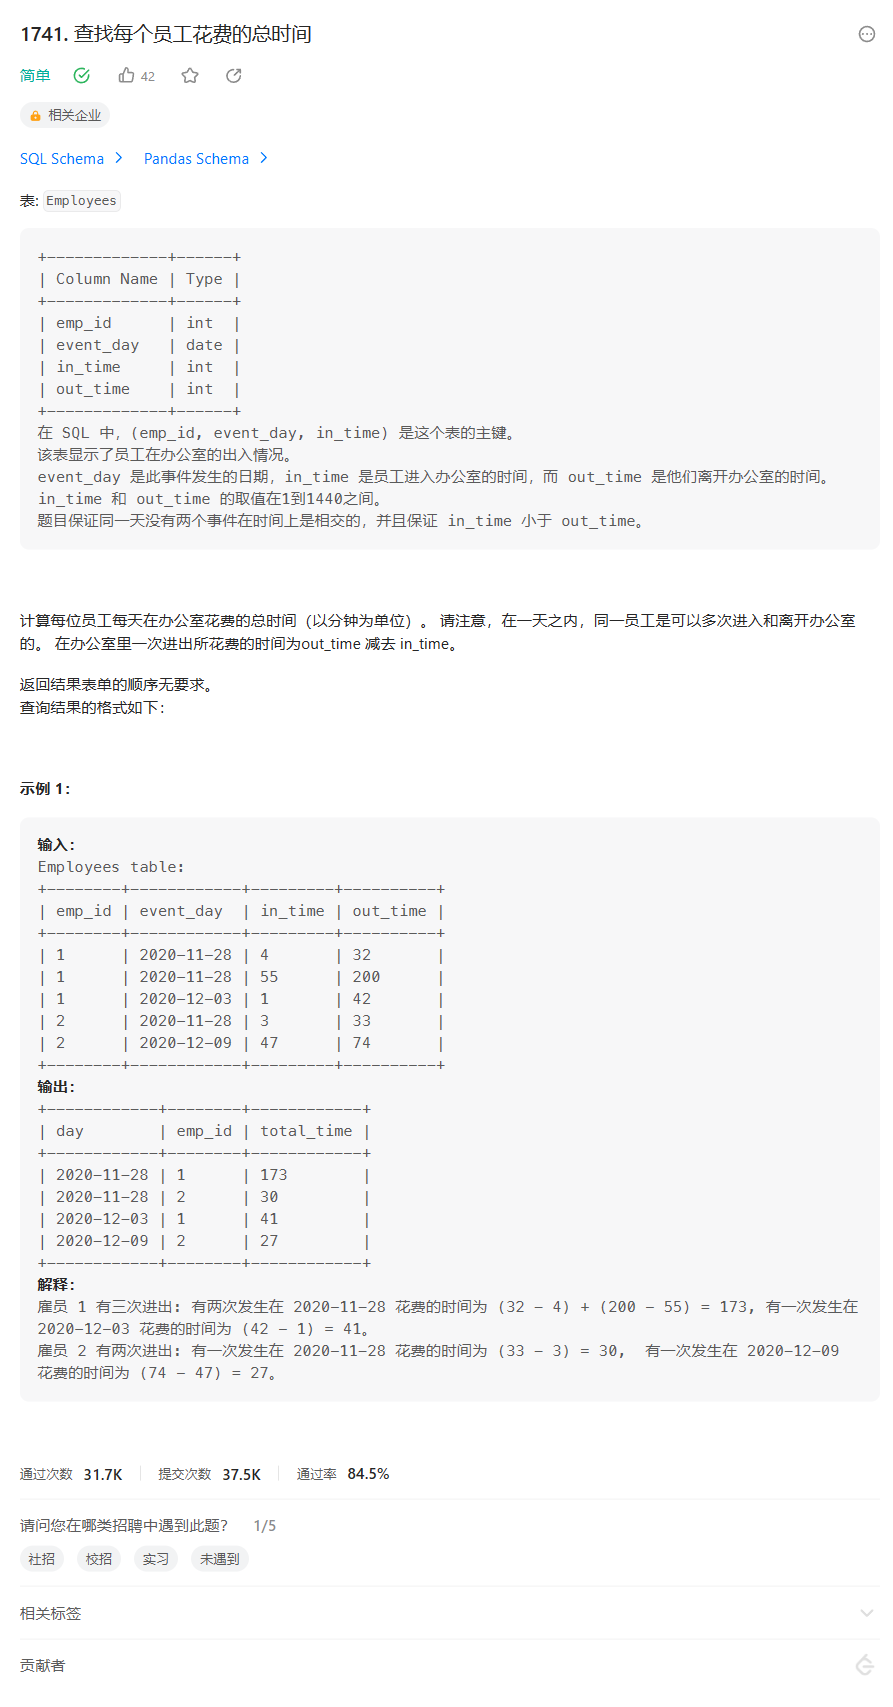 1741. 查找每个员工花费的总时间
简单 42
相关企业
SQL Schema > Pandas Schema >
表: Employees
+-------------+------+
| Column Name | Type |
+-------------+------+
| emp_id      | int  |
| event_day   | date |
| in_time     | int  |
| out_time    | int  |
+-------------+------+
在 SQL 中，(emp_id, event_day, in_time) 是这个表的主键。
该表显示了员工在办公室的出入情况。
event_day 是此事件发生的日期，in_time 是员工进入办公室的时间，而 out_time 是他们离开办公室的时间。
in_time 和 out_time 的取值在1到1440之间。
题目保证同一天没有两个事件在时间上是相交的，并且保证 in_time 小于 out_time。
计算每位员工每天在办公室花费的总时间（以分钟为单位）。 请注意，在一天之内，同一员工是可以多次进入和离开办公室
的。 在办公室里一次进出所花费的时间为out_time 减去 in_time。
返回结果表单的顺序无要求。
查询结果的格式如下：
示例 1：
输入：
Employees table:
+--------+------------+---------+----------+
| emp_id | event_day  | in_time | out_time |
+--------+------------+---------+----------+
| 1      | 2020-11-28 | 4       | 32       |
| 1      | 2020-11-28 | 55      | 200      |
| 1      | 2020-12-03 | 1       | 42       |
| 2      | 2020-11-28 | 3       | 33       |
| 2      | 2020-12-09 | 47      | 74       |
+--------+------------+---------+----------+
输出：
+------------+--------+------------+
| day        | emp_id | total_time |
+------------+--------+------------+
| 2020-11-28 | 1      | 173        |
| 2020-11-28 | 2      | 30         |
| 2020-12-03 | 1      | 41         |
| 2020-12-09 | 2      | 27         |
+------------+--------+------------+
解释：
雇员 1 有三次进出: 有两次发生在 2020-11-28 花费的时间为 (32 - 4) + (200 - 55) = 173, 有一次发生在
2020-12-03 花费的时间为 (42 - 1) = 41。
雇员 2 有两次进出: 有一次发生在 2020-11-28 花费的时间为 (33 - 3) = 30,  有一次发生在 2020-12-09
花费的时间为 (74 - 47) = 27。
通过次数 31.7K 提交次数 37.5K 通过率 84.5%
请问您在哪类招聘中遇到此题？ 1/5
社招 校招 实习 未遇到
相关标签
贡献者